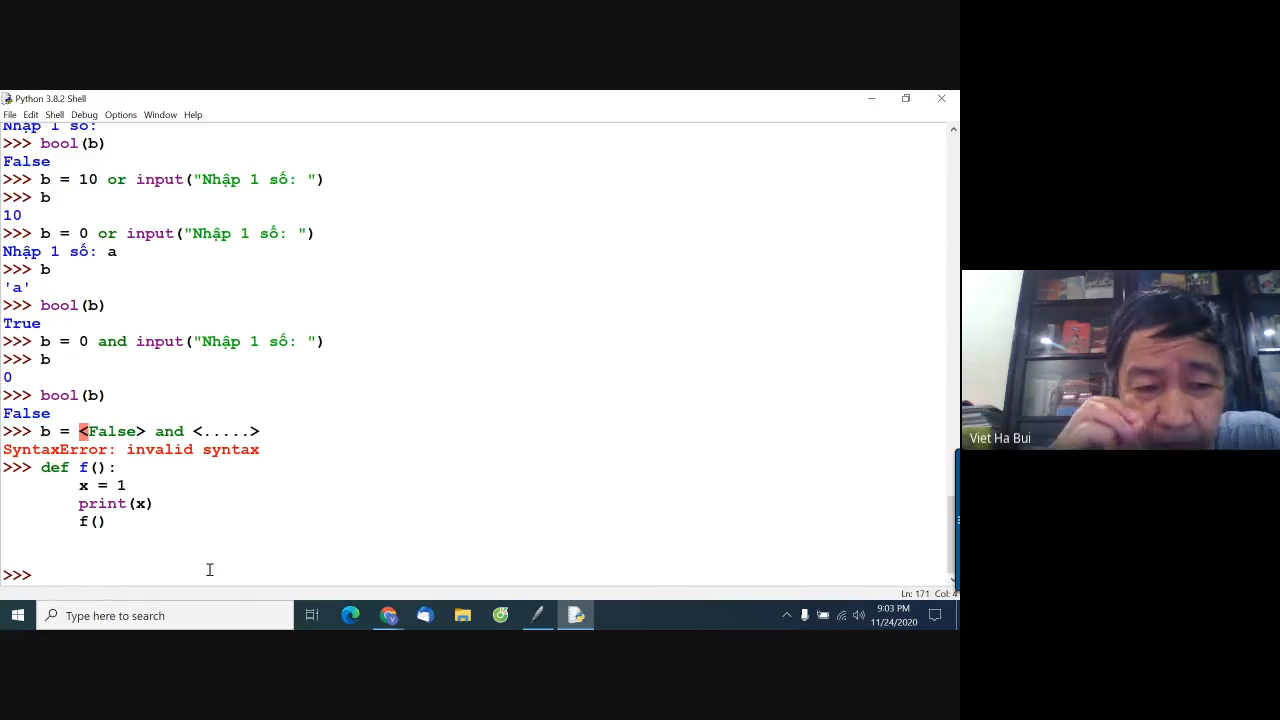 Python 3.8.2 Shell
File Edit Shell Debug Options Window Help
Nhập 1 số:
>>> bool(b)
False
>>> b = 10 or input("Nhập 1 số: ")
>>> b
10
>>> b = 0 or input("Nhập 1 số: ")
Nhập 1 số: a
>>> b
'a'
>>> bool(b)
True
>>> b = 0 and input("Nhập 1 số: ")
>>> b
0
>>> bool(b)
False
>>> b = <False> and <.....>
SyntaxError: invalid syntax
>>> def f():
x = 1
print(x)
f()
>>>
Ln: 171 Col: 4
Type here to search
9:03 PM
11/24/2020
Viet Ha Bui